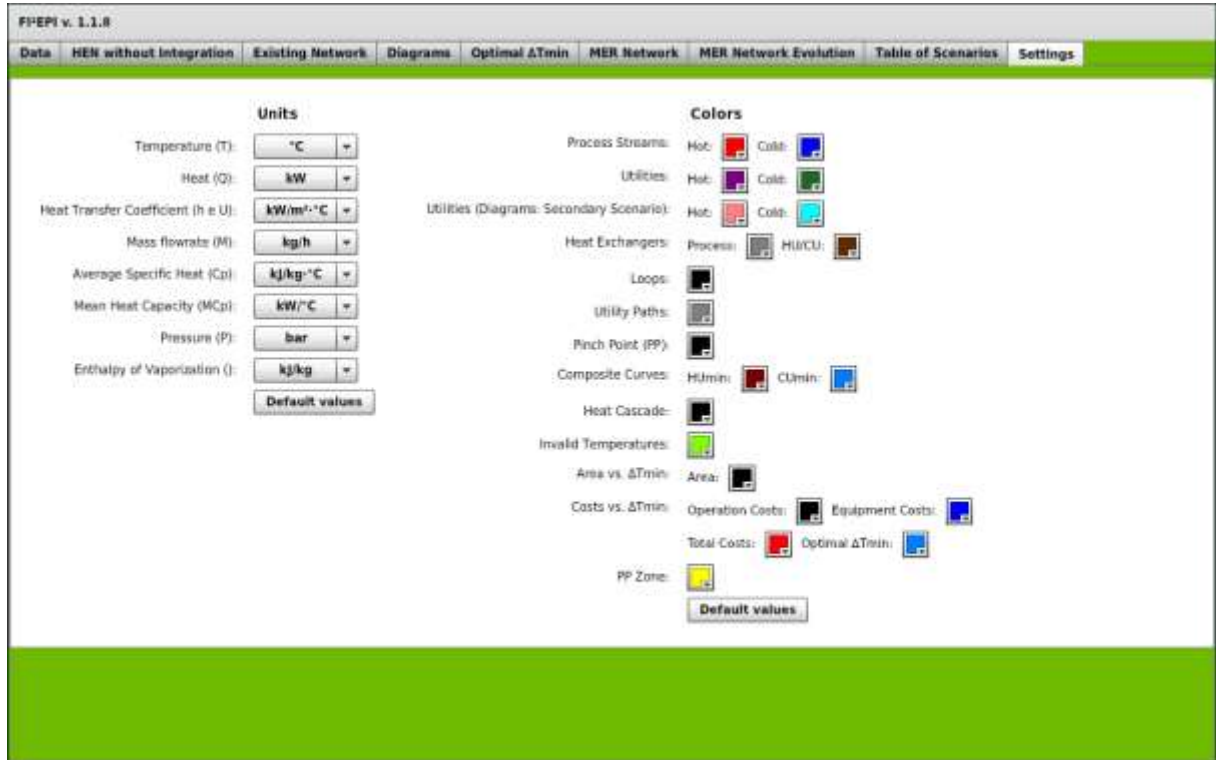 FI²EPI v. 1.1.8
Data HEN without Integration Existing Network Diagrams Optimal ΔTmin MER Network MER Network Evolution Table of Scenarios Settings
Units
Temperature (T): °C
Heat (Q): kW
Heat Transfer Coefficient (h e U): kW/m²·°C
Mass flowrate (M): kg/h
Average Specific Heat (Cp): kJ/kg·°C
Mean Heat Capacity (MCp): kW/°C
Pressure (P): bar
Enthalpy of Vaporization (): kJ/kg
Default values
Colors
Process Streams: Hot: Cold:
Utilities: Hot: Cold:
Utilities (Diagrams: Secondary Scenario): Hot: Cold:
Heat Exchangers: Process: HU/CU:
Loops:
Utility Paths:
Pinch Point (PP):
Composite Curves: HUmin: CUmin:
Heat Cascade:
Invalid Temperatures:
Area vs. ΔTmin: Area:
Costs vs. ΔTmin: Operation Costs: Equipment Costs:
Total Costs: Optimal ΔTmin:
PP Zone:
Default values